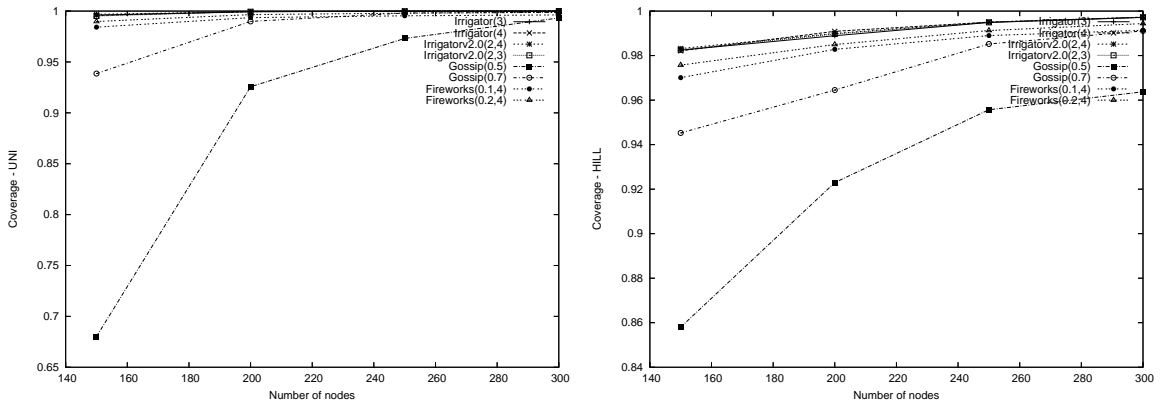 1
0.95
0.9
0.85
0.8
0.75
0.7
0.65
140 160 180 200 220 240 260 280 300
Coverage - UNI
Number of nodes
Irrigator(3)
Irrigator(4)
Irrigatorv2.0(2,4)
Irrigatorv2.0(2,3)
Gossip(0.5)
Gossip(0.7)
Fireworks(0.1,4)
Fireworks(0.2,4)
1
0.98
0.96
0.94
0.92
0.9
0.88
0.86
0.84
140 160 180 200 220 240 260 280 300
Coverage - HILL
Number of nodes
Irrigator(3)
Irrigator(4)
Irrigatorv2.0(2,4)
Irrigatorv2.0(2,3)
Gossip(0.5)
Gossip(0.7)
Fireworks(0.1,4)
Fireworks(0.2,4)